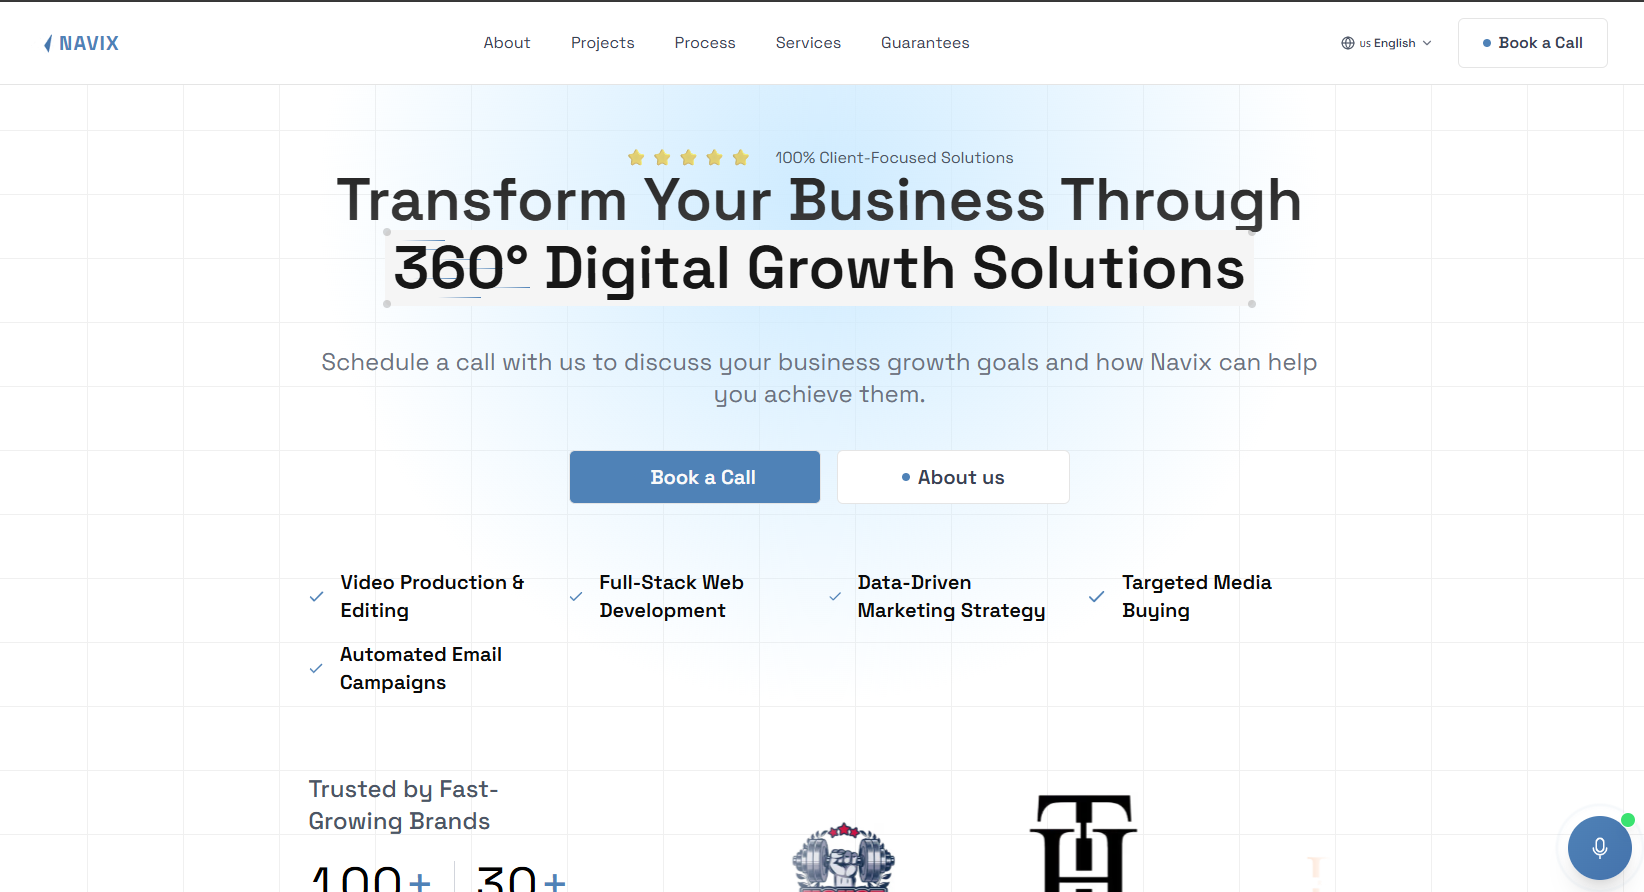 NAVIX
About
Projects
Process
Services
Guarantees
us English
Book a Call
100% Client-Focused Solutions
Transform Your Business Through
360° Digital Growth Solutions
Schedule a call with us to discuss your business growth goals and how Navix can help
you achieve them.
Book a Call
About us
Video Production &
Editing
Full-Stack Web
Development
Data-Driven
Marketing Strategy
Targeted Media
Buying
Automated Email
Campaigns
Trusted by Fast-
Growing Brands
100+
30+